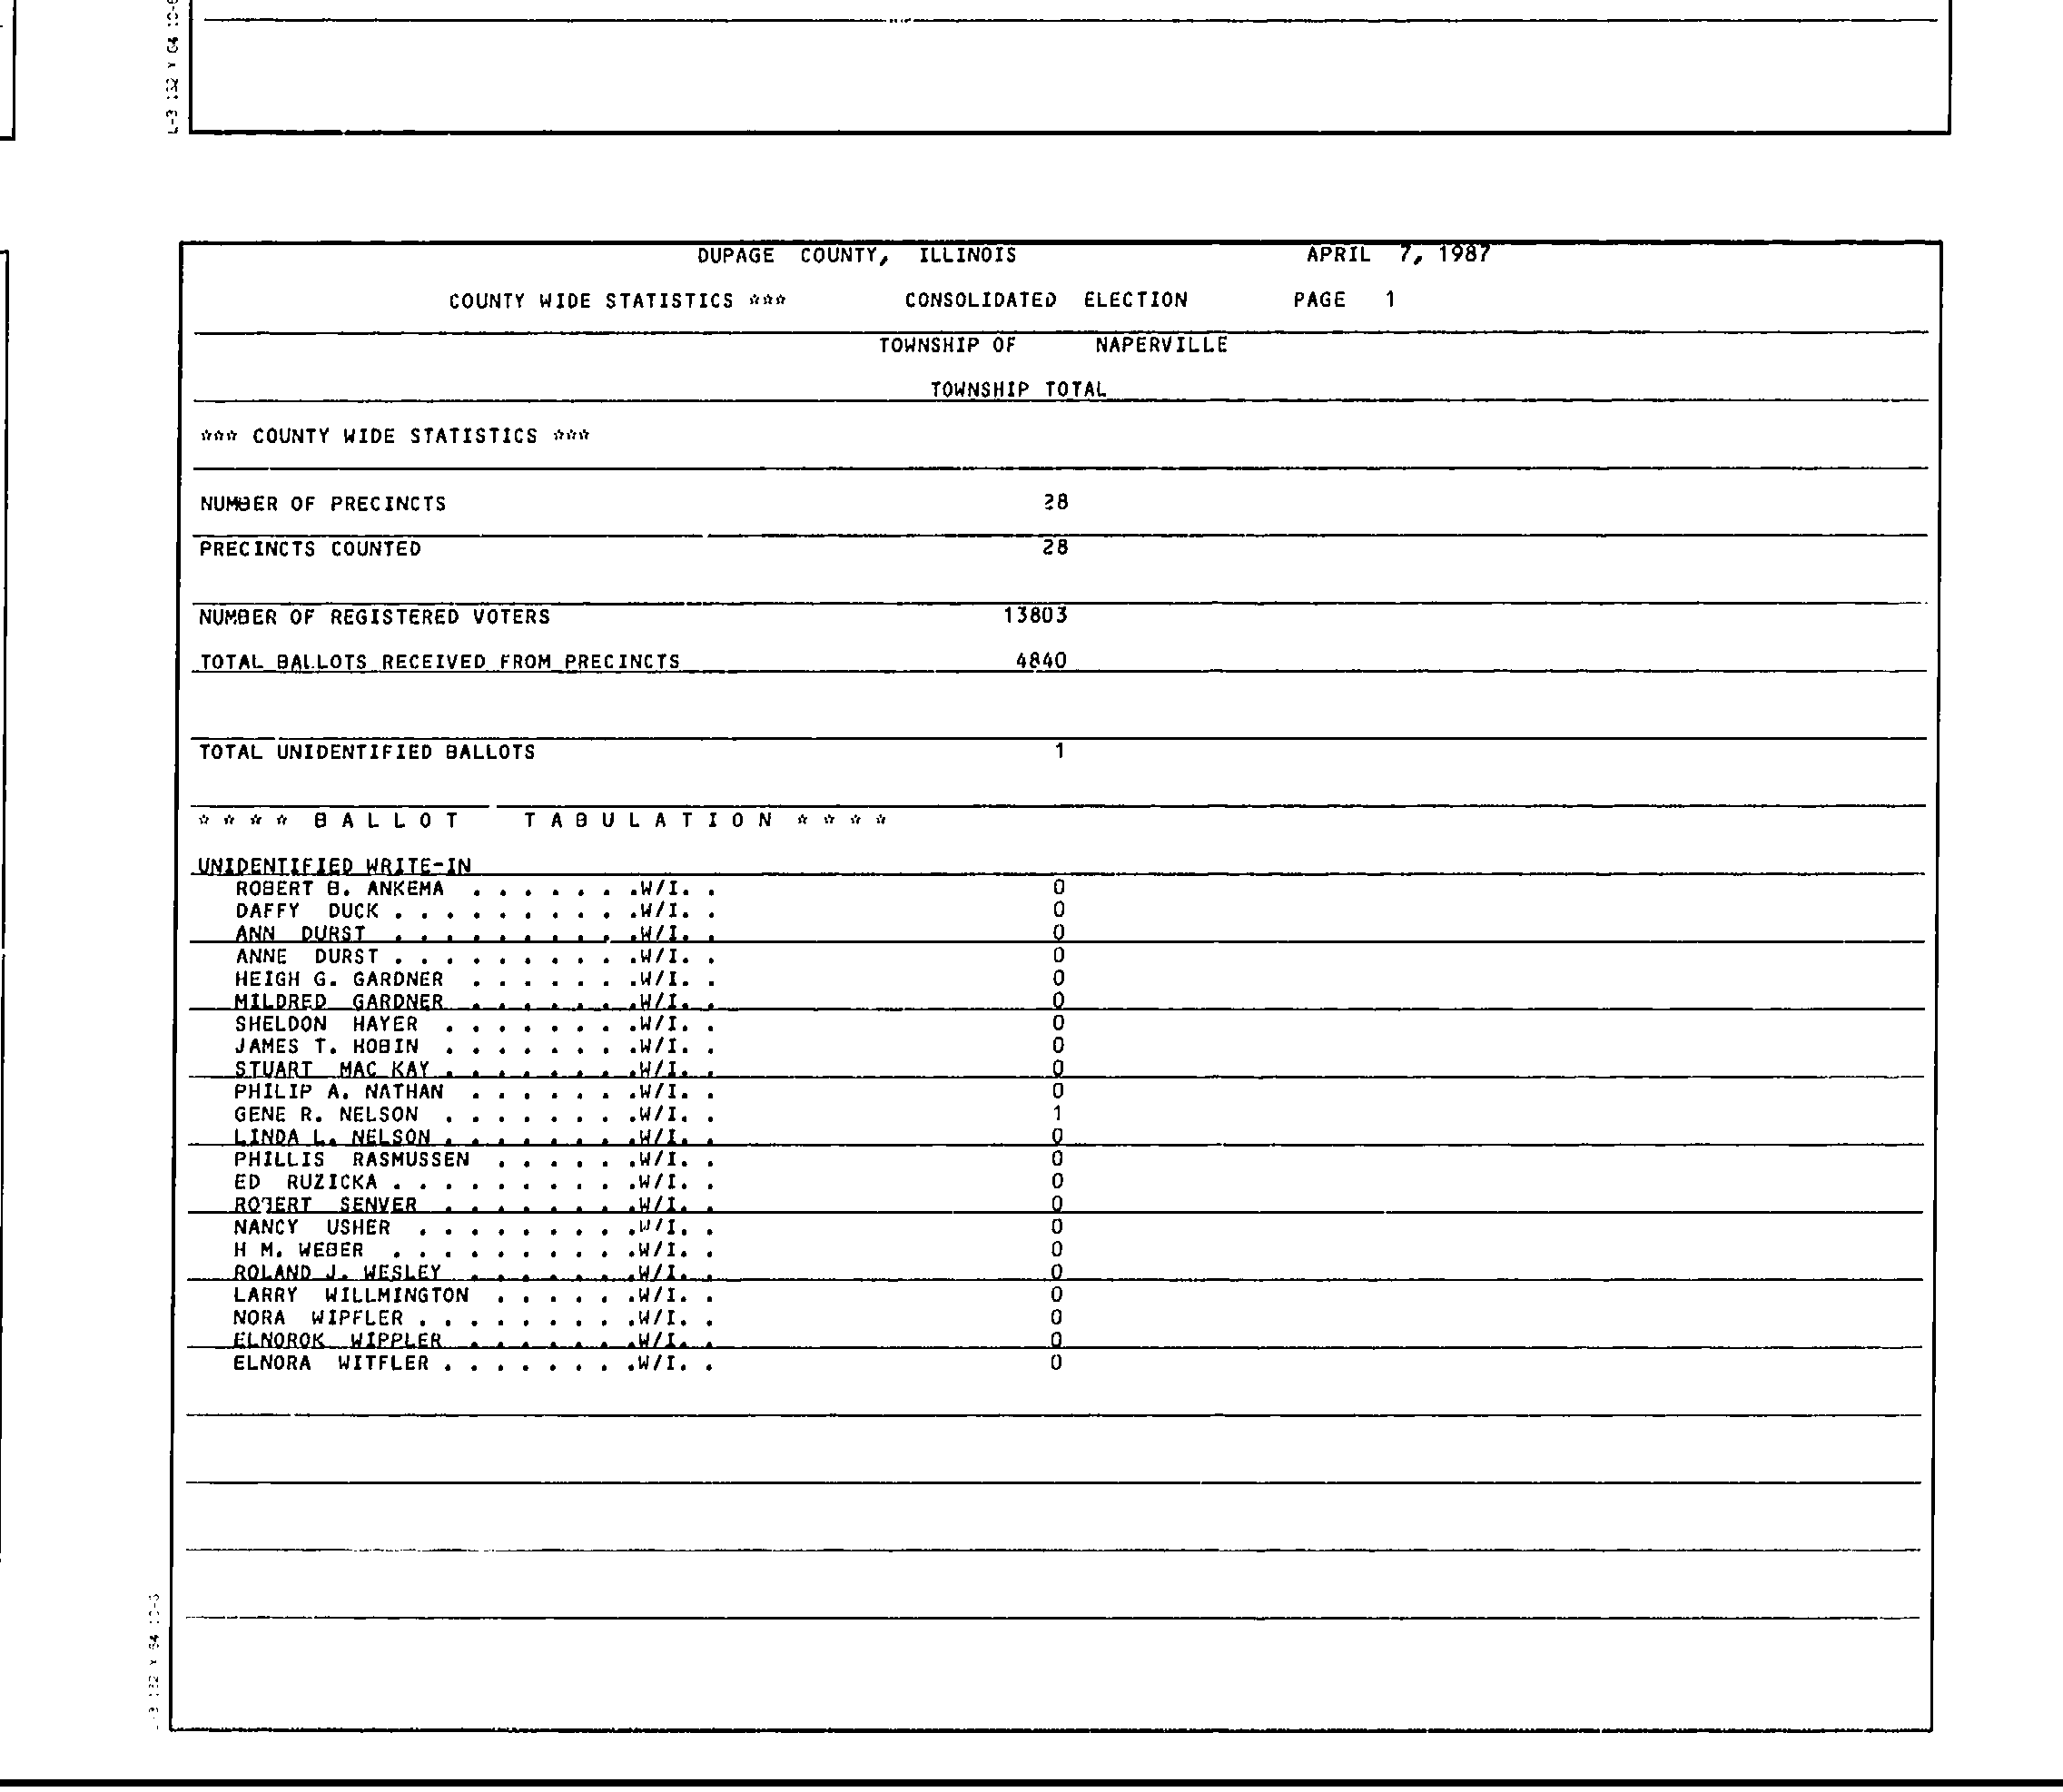 L-3 132 Y 64 10-6
DUPAGE COUNTY, ILLINOIS APRIL 7, 1987
COUNTY WIDE STATISTICS *** CONSOLIDATED ELECTION PAGE 1
TOWNSHIP OF NAPERVILLE
TOWNSHIP TOTAL
*** COUNTY WIDE STATISTICS ***
NUMBER OF PRECINCTS 28
PRECINCTS COUNTED 28
NUMBER OF REGISTERED VOTERS 13803
TOTAL BALLOTS RECEIVED FROM PRECINCTS 4840
TOTAL UNIDENTIFIED BALLOTS 1
* * * * B A L L O T T A B U L A T I O N * * * *
UNIDENTIFIED WRITE-IN
ROBERT B. ANKEMA . . . . . . .W/I. . 0
DAFFY DUCK . . . . . . . . . .W/I. . 0
ANN DURST . . . . . . . . . .W/I. . 0
ANNE DURST . . . . . . . . . .W/I. . 0
HEIGH G. GARDNER . . . . . . .W/I. . 0
MILDRED GARDNER . . . . . . .W/I. . 0
SHELDON HAYER . . . . . . . .W/I. . 0
JAMES T. HOBIN . . . . . . . .W/I. . 0
STUART MAC KAY . . . . . . . .W/I. . 0
PHILIP A. NATHAN . . . . . . .W/I. . 0
GENE R. NELSON . . . . . . . .W/I. . 1
LINDA L. NELSON . . . . . . . .W/I. . 0
PHILLIS RASMUSSEN . . . . . .W/I. . 0
ED RUZICKA . . . . . . . . . .W/I. . 0
ROBERT SENVER . . . . . . . .W/I. . 0
NANCY USHER . . . . . . . . .W/I. . 0
H M. WEBER . . . . . . . . . .W/I. . 0
ROLAND J. WESLEY . . . . . . .W/I. . 0
LARRY WILLMINGTON . . . . . .W/I. . 0
NORA WIPFLER . . . . . . . . .W/I. . 0
ELNOROK WIPPLER . . . . . . .W/I. . 0
ELNORA WITFLER . . . . . . . .W/I. . 0